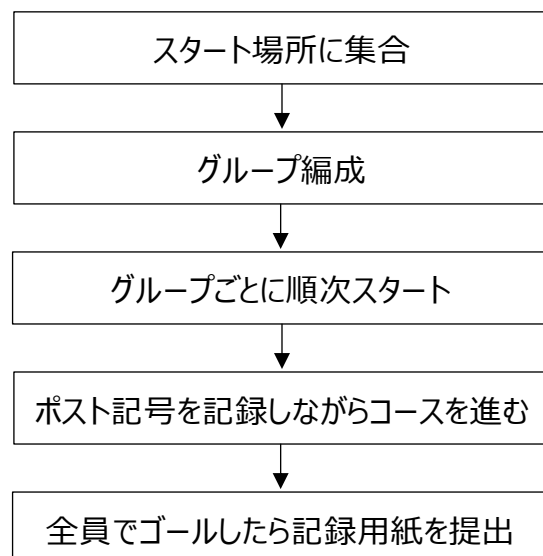 スタート場所に集合
グループ編成
グループごとに順次スタート
ポスト記号を記録しながらコースを進む
全員でゴールしたら記録用紙を提出